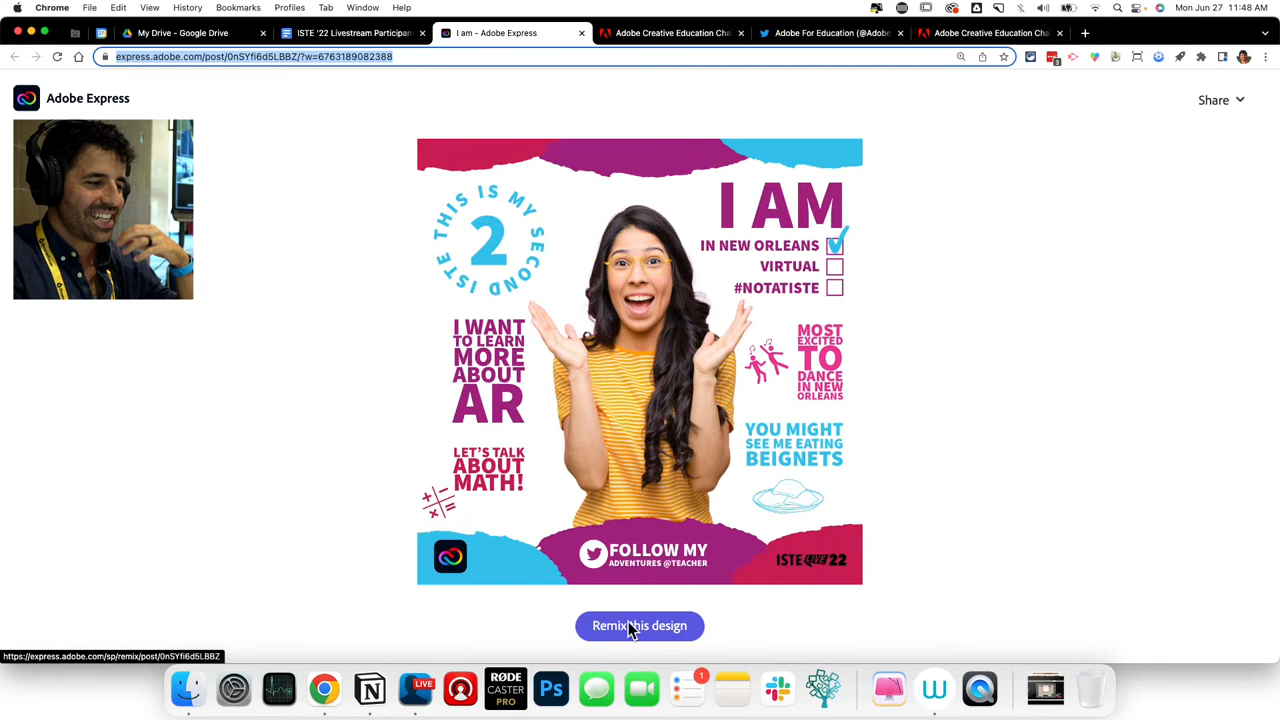 Chrome File Edit View History Bookmarks Profiles Tab Window Help Mon Jun 27 11:48 AM
My Drive - Google Drive ISTE '22 Livestream Participan I am - Adobe Express Adobe Creative Education Cha Adobe For Education (@Adobe Adobe Creative Education Cha
express.adobe.com/post/0nSYfi6d5LBBZ/?w=6763189082388
3
Adobe Express
Share
THIS IS MY SECOND ISTE
2
I AM
IN NEW ORLEANS
VIRTUAL
#NOTATISTE
I WANT
TO LEARN
MORE
ABOUT
AR
MOST
EXCITED
TO
DANCE
IN NEW
ORLEANS
LET'S TALK
ABOUT
MATH!
YOU MIGHT
SEE ME EATING
BEIGNETS
FOLLOW MY
ADVENTURES @TEACHER
ISTE LIVE 22
Remix this design
https://express.adobe.com/sp/remix/post/0nSYfi6d5LBBZ
LIVE
RØDE
CASTER
PRO
Ps
1